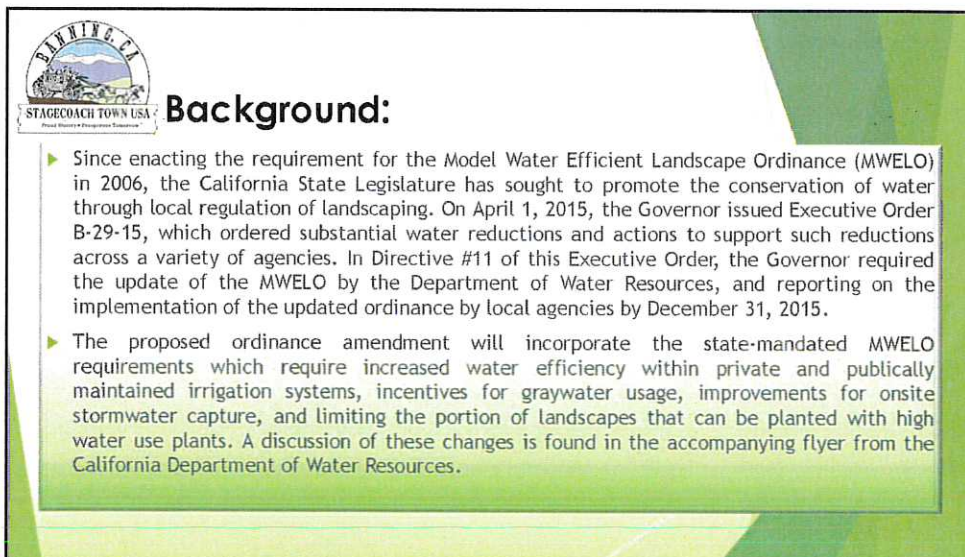 BANNING, CA
STAGECOACH TOWN USA
Proud History • Prosperous Tomorrow
Background:
Since enacting the requirement for the Model Water Efficient Landscape Ordinance (MWELO)
in 2006, the California State Legislature has sought to promote the conservation of water
through local regulation of landscaping. On April 1, 2015, the Governor issued Executive Order
B-29-15, which ordered substantial water reductions and actions to support such reductions
across a variety of agencies. In Directive #11 of this Executive Order, the Governor required
the update of the MWELO by the Department of Water Resources, and reporting on the
implementation of the updated ordinance by local agencies by December 31, 2015.
The proposed ordinance amendment will incorporate the state-mandated MWELO
requirements which require increased water efficiency within private and publically
maintained irrigation systems, incentives for graywater usage, improvements for onsite
stormwater capture, and limiting the portion of landscapes that can be planted with high
water use plants. A discussion of these changes is found in the accompanying flyer from the
California Department of Water Resources.